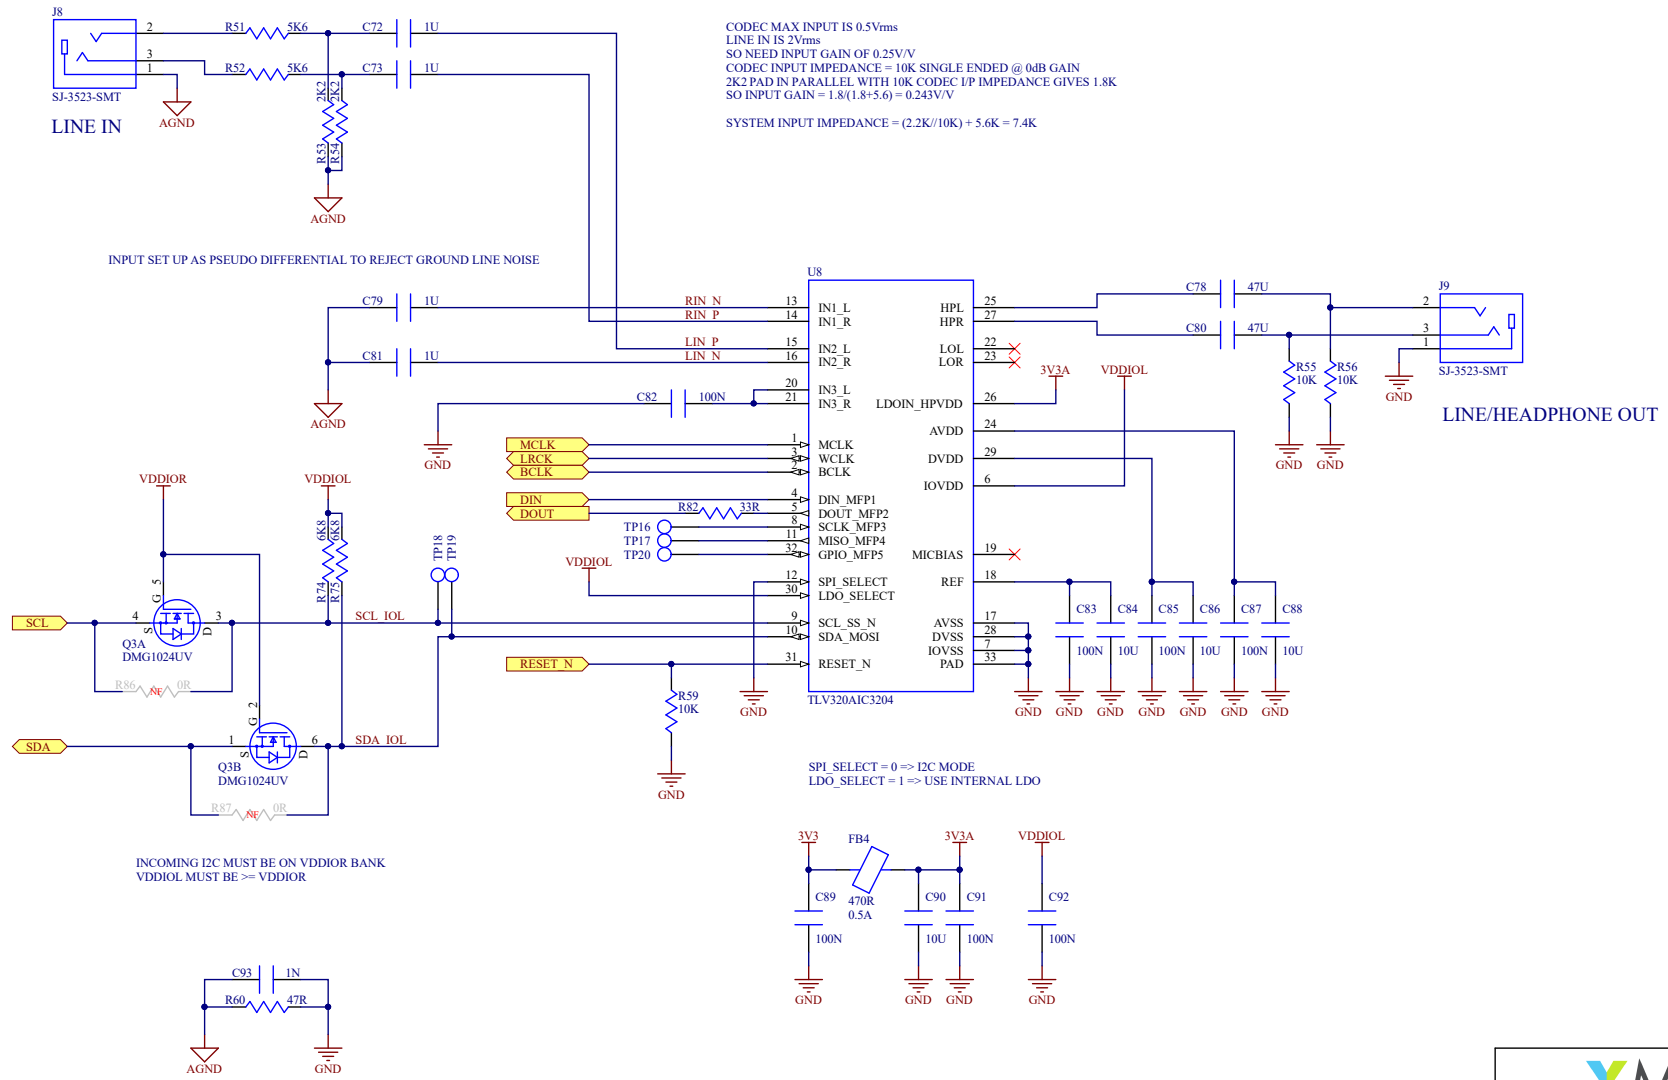 J8
2
3
1
SJ-3523-SMT
LINE IN
AGND
R51 5K6
R52 5K6
C72 1U
C73 1U
2K2
2K2
R53
R54
AGND
CODEC MAX INPUT IS 0.5Vrms
LINE IN IS 2Vrms
SO NEED INPUT GAIN OF 0.25V/V
CODEC INPUT IMPEDANCE = 10K SINGLE ENDED @ 0dB GAIN
2K2 PAD IN PARALLEL WITH 10K CODEC I/P IMPEDANCE GIVES 1.8K
SO INPUT GAIN = 1.8/(1.8+5.6) = 0.243V/V
SYSTEM INPUT IMPEDANCE = (2.2K//10K) + 5.6K = 7.4K
INPUT SET UP AS PSEUDO DIFFERENTIAL TO REJECT GROUND LINE NOISE
C79 1U
C81 1U
AGND
RIN_N
RIN_P
LIN_P
LIN_N
C82 100N
GND
MCLK
LRCK
BCLK
DIN
DOUT
R82 33R
TP16
TP17
TP20
VDDIOL
RESET_N
R59
10K
GND
GND
U8
13 IN1_L
14 IN1_R
15 IN2_L
16 IN2_R
20 IN3_L
21 IN3_R
1 MCLK
3 WCLK
2 BCLK
4 DIN_MFP1
5 DOUT_MFP2
8 SCLK_MFP3
11 MISO_MFP4
32 GPIO_MFP5
12 SPI_SELECT
30 LDO_SELECT
9 SCL_SS_N
10 SDA_MOSI
31 RESET_N
HPL 25
HPR 27
LOL 22
LOR 23
LDOIN_HPVDD 26
AVDD 24
DVDD 29
IOVDD 6
MICBIAS 19
REF 18
AVSS 17
DVSS 28
IOVSS 7
PAD 33
TLV320AIC3204
3V3A
VDDIOL
C78 47U
C80 47U
R55
10K
R56
10K
GND
GND
J9
2
3
1
SJ-3523-SMT
GND
LINE/HEADPHONE OUT
C83
100N
C84
10U
C85
100N
C86
10U
C87
100N
C88
10U
GND
GND
GND
GND
GND
GND
GND
VDDIOR
VDDIOL
6K8
6K8
R74
R75
TP18
TP19
SCL
4
S
G 5
3
D
Q3A
DMG1024UV
R86 NF 0R
SCL_IOL
SDA
1
S
G 2
6
D
Q3B
DMG1024UV
R87 NF 0R
SDA_IOL
INCOMING I2C MUST BE ON VDDIOR BANK
VDDIOL MUST BE >= VDDIOR
SPI_SELECT = 0 => I2C MODE
LDO_SELECT = 1 => USE INTERNAL LDO
3V3
FB4
470R
0.5A
3V3A
VDDIOL
C89
100N
C90
10U
C91
100N
C92
100N
GND
GND
GND
GND
C93 1N
R60 47R
AGND
GND